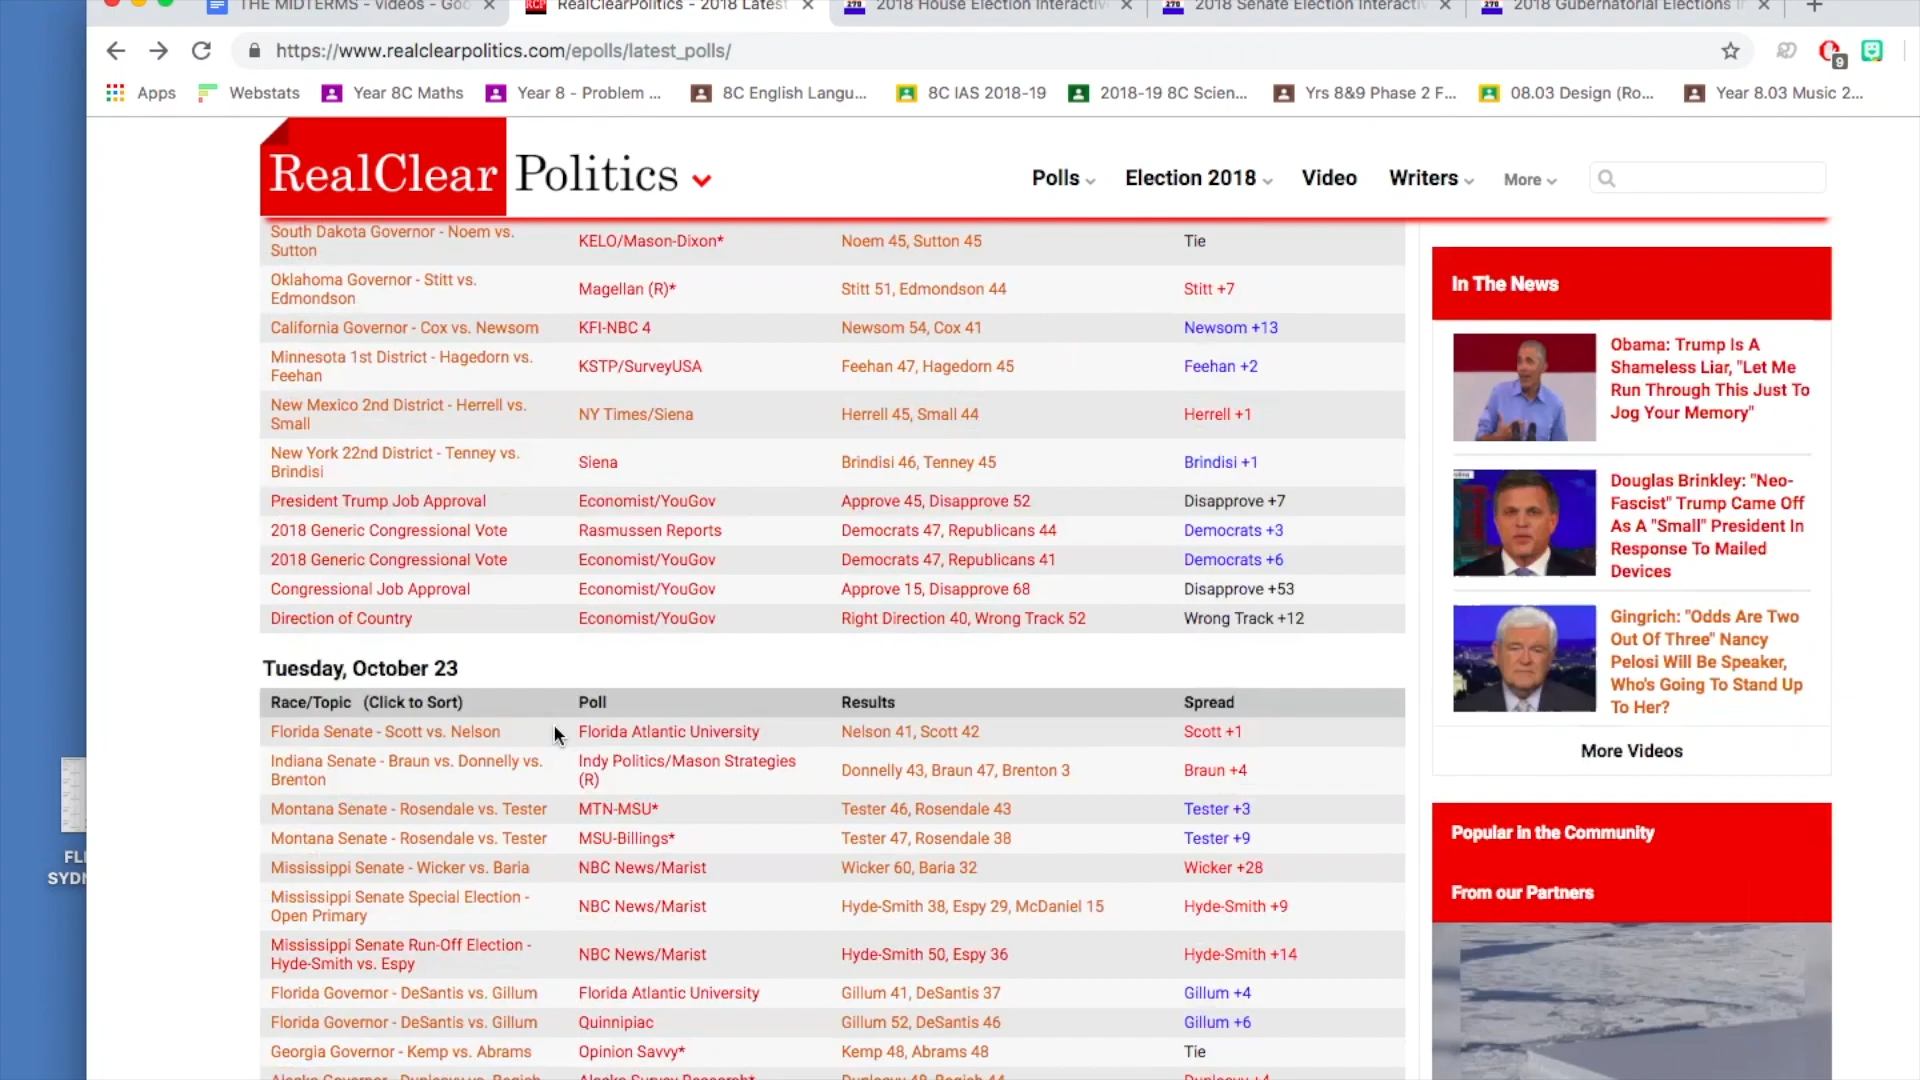 THE MIDTERMS - videos - Goo
RealClearPolitics - 2018 Latest
2018 House Election Interactiv
2018 Senate Election Interacti
2018 Gubernatorial Elections I
https://www.realclearpolitics.com/epolls/latest_polls/
9
Apps
Webstats
Year 8C Maths
Year 8 - Problem ...
8C English Langu...
8C IAS 2018-19
2018-19 8C Scien...
Yrs 8&9 Phase 2 F...
08.03 Design (Ro...
Year 8.03 Music 2...
RealClear Politics
Polls
Election 2018
Video
Writers
More
South Dakota Governor - Noem vs.
Sutton
KELO/Mason-Dixon*
Noem 45, Sutton 45
Tie
Oklahoma Governor - Stitt vs.
Edmondson
Magellan (R)*
Stitt 51, Edmondson 44
Stitt +7
California Governor - Cox vs. Newsom
KFI-NBC 4
Newsom 54, Cox 41
Newsom +13
Minnesota 1st District - Hagedorn vs.
Feehan
KSTP/SurveyUSA
Feehan 47, Hagedorn 45
Feehan +2
New Mexico 2nd District - Herrell vs.
Small
NY Times/Siena
Herrell 45, Small 44
Herrell +1
New York 22nd District - Tenney vs.
Brindisi
Siena
Brindisi 46, Tenney 45
Brindisi +1
President Trump Job Approval
Economist/YouGov
Approve 45, Disapprove 52
Disapprove +7
2018 Generic Congressional Vote
Rasmussen Reports
Democrats 47, Republicans 44
Democrats +3
2018 Generic Congressional Vote
Economist/YouGov
Democrats 47, Republicans 41
Democrats +6
Congressional Job Approval
Economist/YouGov
Approve 15, Disapprove 68
Disapprove +53
Direction of Country
Economist/YouGov
Right Direction 40, Wrong Track 52
Wrong Track +12
Tuesday, October 23
Race/Topic (Click to Sort)
Poll
Results
Spread
Florida Senate - Scott vs. Nelson
Florida Atlantic University
Nelson 41, Scott 42
Scott +1
Indiana Senate - Braun vs. Donnelly vs.
Brenton
Indy Politics/Mason Strategies
(R)
Donnelly 43, Braun 47, Brenton 3
Braun +4
Montana Senate - Rosendale vs. Tester
MTN-MSU*
Tester 46, Rosendale 43
Tester +3
Montana Senate - Rosendale vs. Tester
MSU-Billings*
Tester 47, Rosendale 38
Tester +9
Mississippi Senate - Wicker vs. Baria
NBC News/Marist
Wicker 60, Baria 32
Wicker +28
Mississippi Senate Special Election -
Open Primary
NBC News/Marist
Hyde-Smith 38, Espy 29, McDaniel 15
Hyde-Smith +9
Mississippi Senate Run-Off Election -
Hyde-Smith vs. Espy
NBC News/Marist
Hyde-Smith 50, Espy 36
Hyde-Smith +14
Florida Governor - DeSantis vs. Gillum
Florida Atlantic University
Gillum 41, DeSantis 37
Gillum +4
Florida Governor - DeSantis vs. Gillum
Quinnipiac
Gillum 52, DeSantis 46
Gillum +6
Georgia Governor - Kemp vs. Abrams
Opinion Savvy*
Kemp 48, Abrams 48
Tie
In The News
Obama: Trump Is A
Shameless Liar, "Let Me
Run Through This Just To
Jog Your Memory"
Douglas Brinkley: "Neo-
Fascist" Trump Came Off
As A "Small" President In
Response To Mailed
Devices
Gingrich: "Odds Are Two
Out Of Three" Nancy
Pelosi Will Be Speaker,
Who's Going To Stand Up
To Her?
More Videos
Popular in the Community
From our Partners
FLI
SYDN